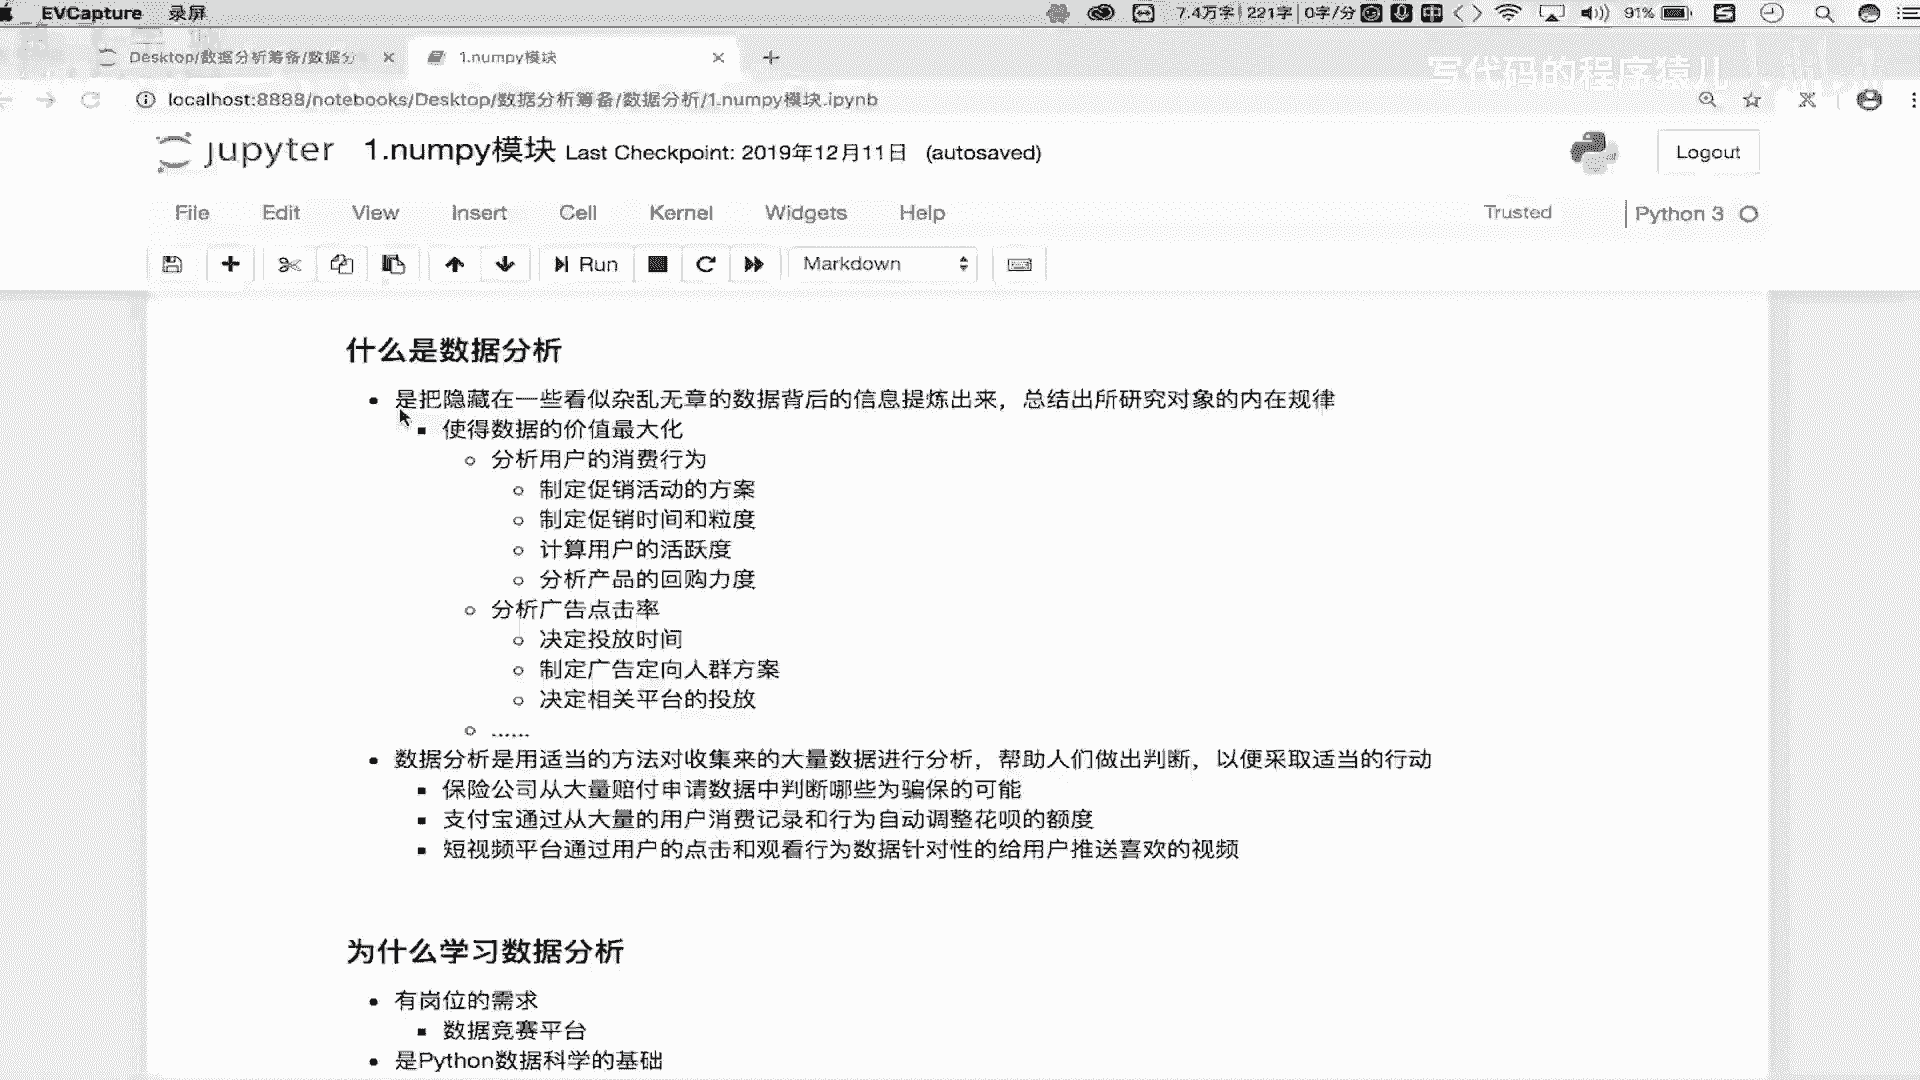 EVCapture 录屏 7.4万字 221字 0字/分 91%
Desktop/数据分析筹备/数据分 1.numpy模块
写代码的程序猿儿
localhost:8888/notebooks/Desktop/数据分析筹备/数据分析/1.numpy模块.ipynb
jupyter 1.numpy模块 Last Checkpoint: 2019年12月11日 (autosaved) Logout
File Edit View Insert Cell Kernel Widgets Help Trusted Python 3
Run Markdown
什么是数据分析
是把隐藏在一些看似杂乱无章的数据背后的信息提炼出来，总结出所研究对象的内在规律
使得数据的价值最大化
分析用户的消费行为
制定促销活动的方案
制定促销时间和粒度
计算用户的活跃度
分析产品的回购力度
分析广告点击率
决定投放时间
制定广告定向人群方案
决定相关平台的投放
......
数据分析是用适当的方法对收集来的大量数据进行分析，帮助人们做出判断，以便采取适当的行动
保险公司从大量赔付申请数据中判断哪些为骗保的可能
支付宝通过从大量的用户消费记录和行为自动调整花呗的额度
短视频平台通过用户的点击和观看行为数据针对性的给用户推送喜欢的视频
为什么学习数据分析
有岗位的需求
数据竞赛平台
是Python数据科学的基础